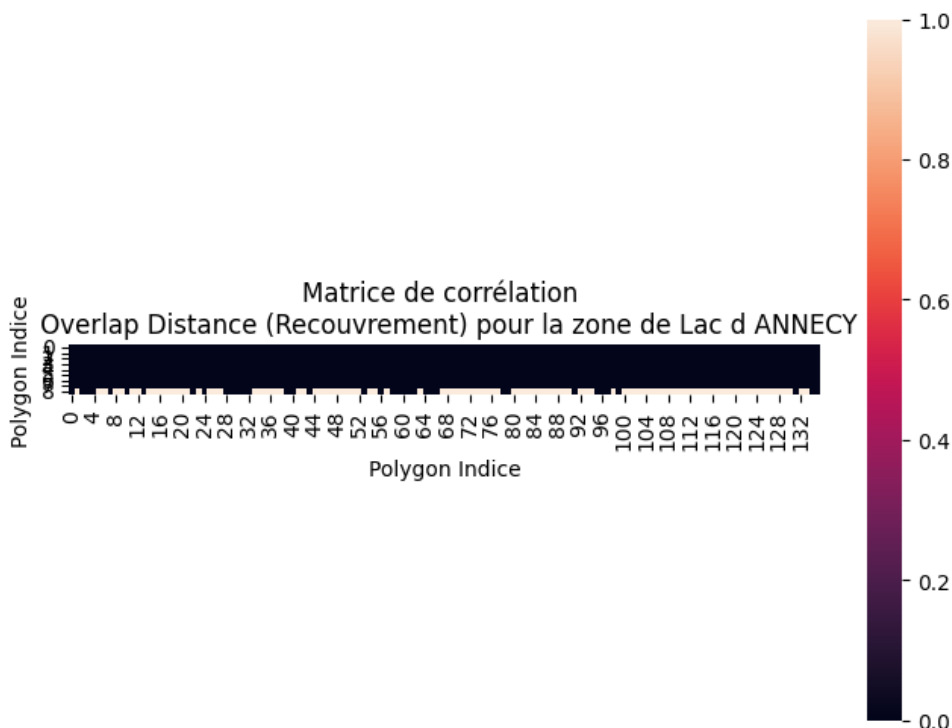 Matrice de corrélation
Overlap Distance (Recouvrement) pour la zone de Lac d ANNECY
Polygon Indice
0
8
0 4 8 12 16 20 24 28 32 36 40 44 48 52 56 60 64 68 72 76 80 84 88 92 96 100 104 108 112 116 120 124 128 132
Polygon Indice
1.0
0.8
0.6
0.4
0.2
0.0